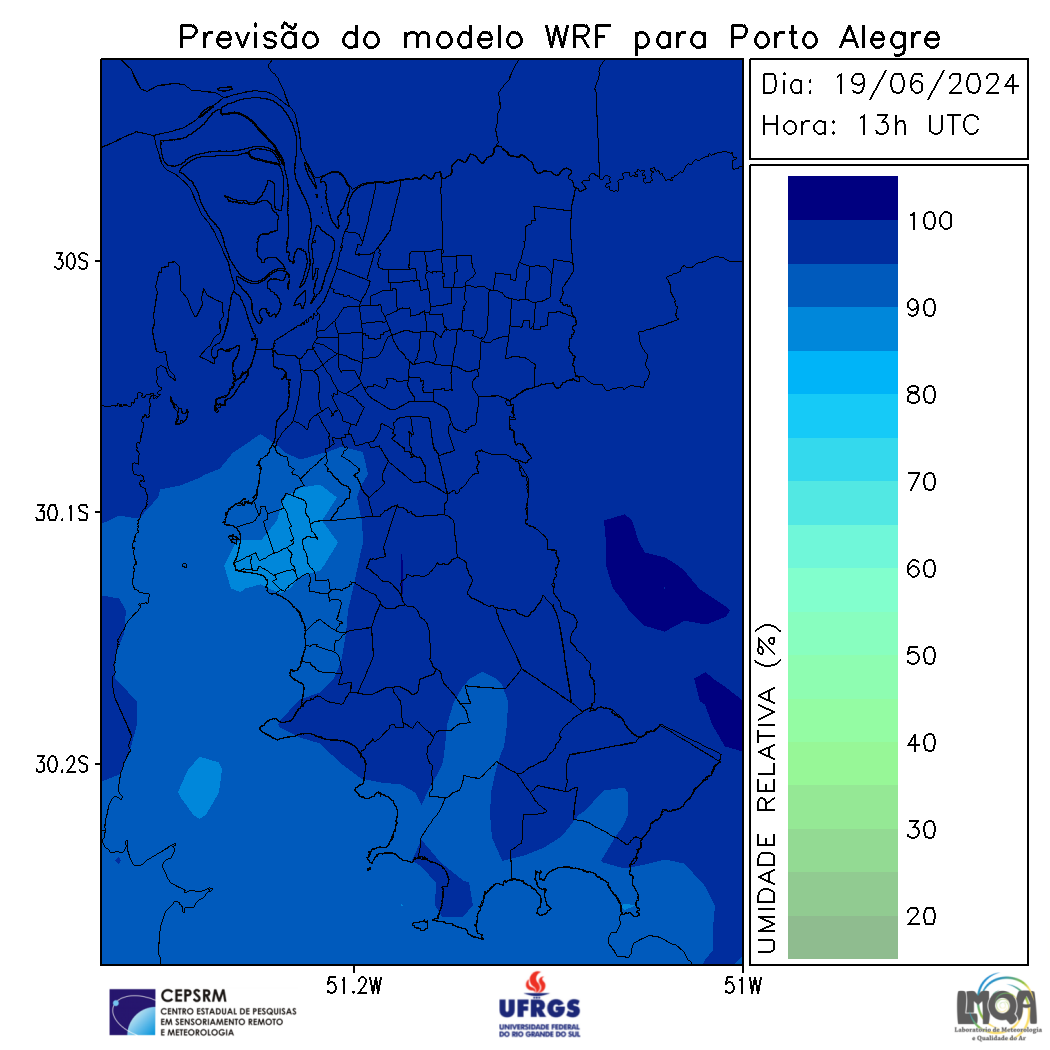 Previsão do modelo WRF para Porto Alegre
Dia: 19/06/2024
Hora: 13h UTC
30S
30.1S
30.2S
51.2W
51W
UMIDADE RELATIVA (%)
100
90
80
70
60
50
40
30
20
CEPSRM
CENTRO ESTADUAL DE PESQUISAS
EM SENSORIAMENTO REMOTO
E METEOROLOGIA
UFRGS
UNIVERSIDADE FEDERAL
DO RIO GRANDE DO SUL
LMQA
Laboratório de Meteorologia
e Qualidade do Ar